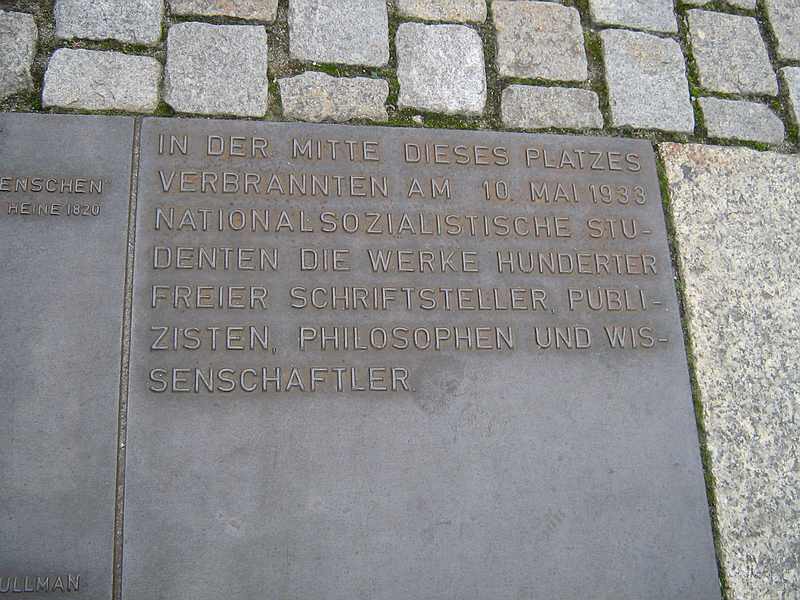 ENSCHEN"
HEINE 1820
ULLMAN
IN DER MITTE DIESES PLATZES
VERBRANNTEN AM 10. MAI 1933
NATIONALSOZIALISTISCHE STU-
DENTEN DIE WERKE HUNDERTER
FREIER SCHRIFTSTELLER, PUBLI-
ZISTEN, PHILOSOPHEN UND WIS-
SENSCHAFTLER.